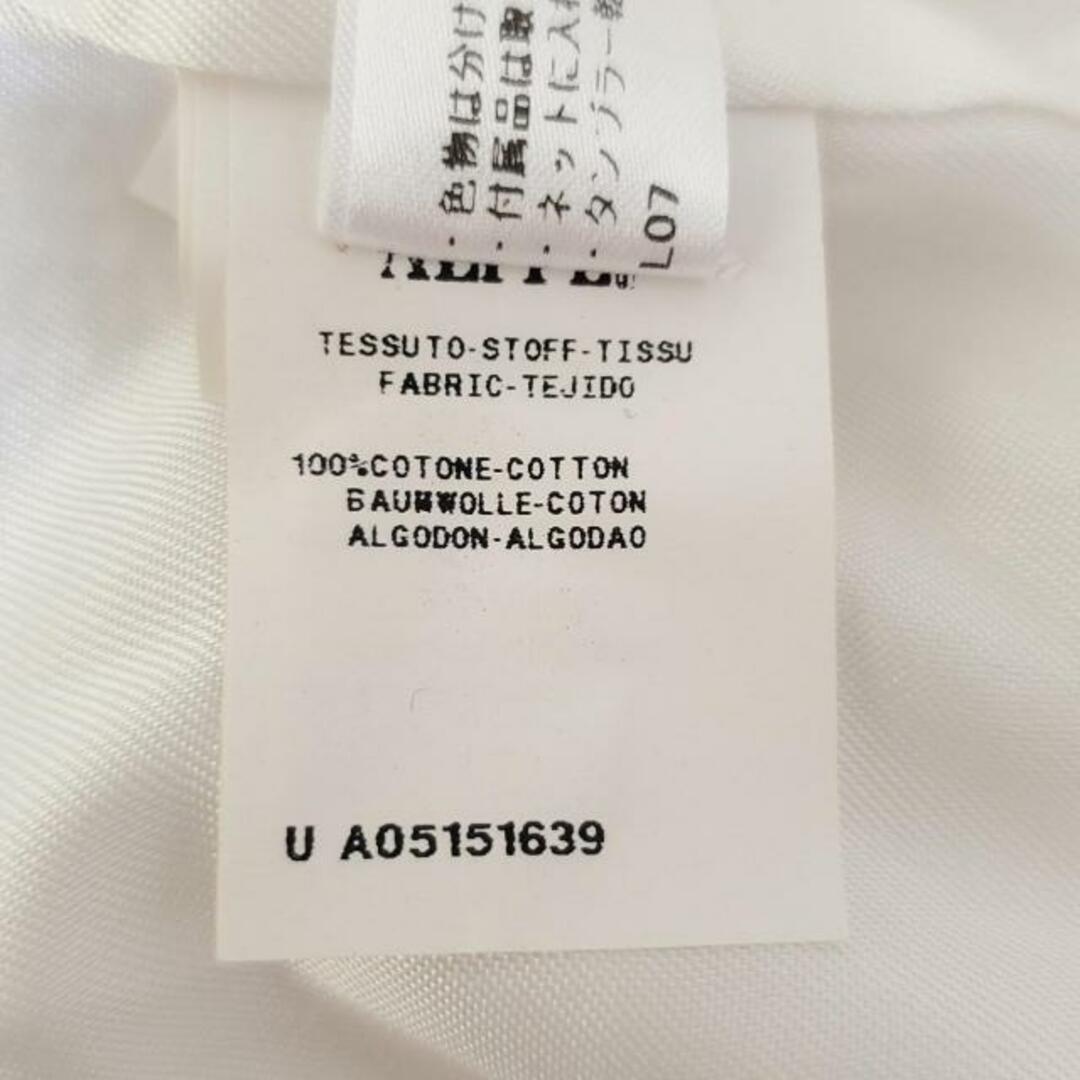 色物は分け
付属品は取
ネットに入れ
タンブラー乾
L07
TESSUTO-STOFF-TISSU
FABRIC-TEJIDO
100%COTONE-COTTON
BAUMWOLLE-COTON
ALGODON-ALGODAO
U A05151639